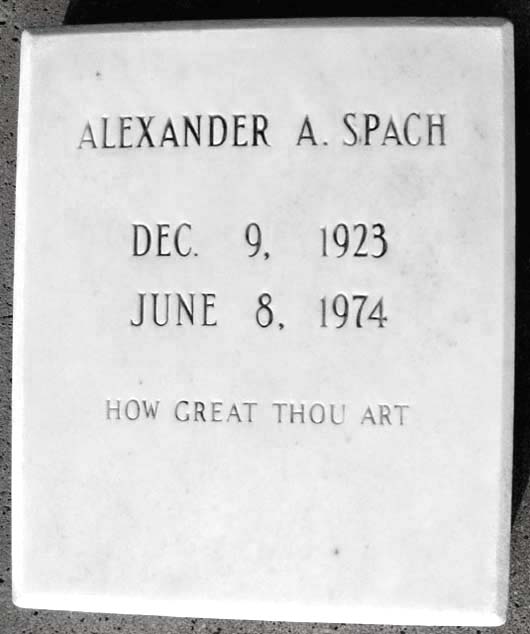 ALEXANDER A. SPACH
DEC. 9, 1923
JUNE 8, 1974
HOW GREAT THOU ART